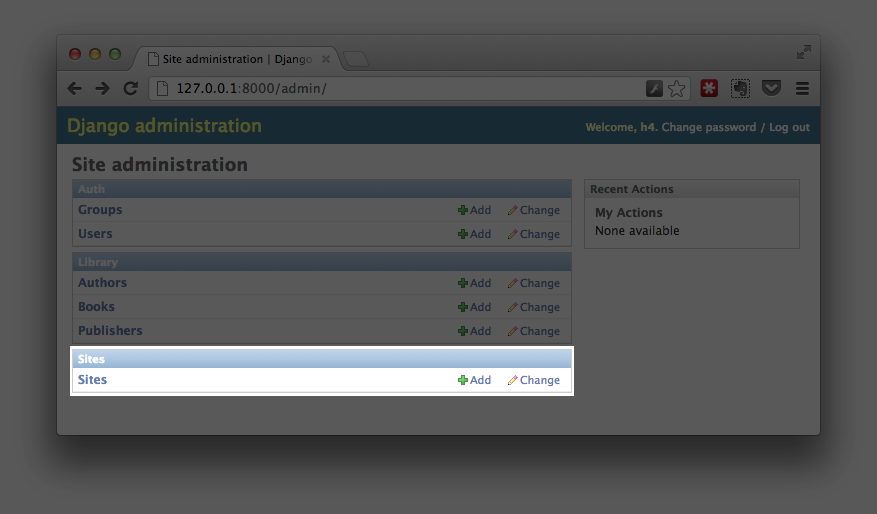 Site administration | Django
127.0.0.1:8000/admin/
Django administration
Welcome, h4. Change password / Log out
Site administration
Auth
Groups Add Change
Users Add Change
Library
Authors Add Change
Books Add Change
Publishers Add Change
Sites
Sites Add Change
Recent Actions
My Actions
None available